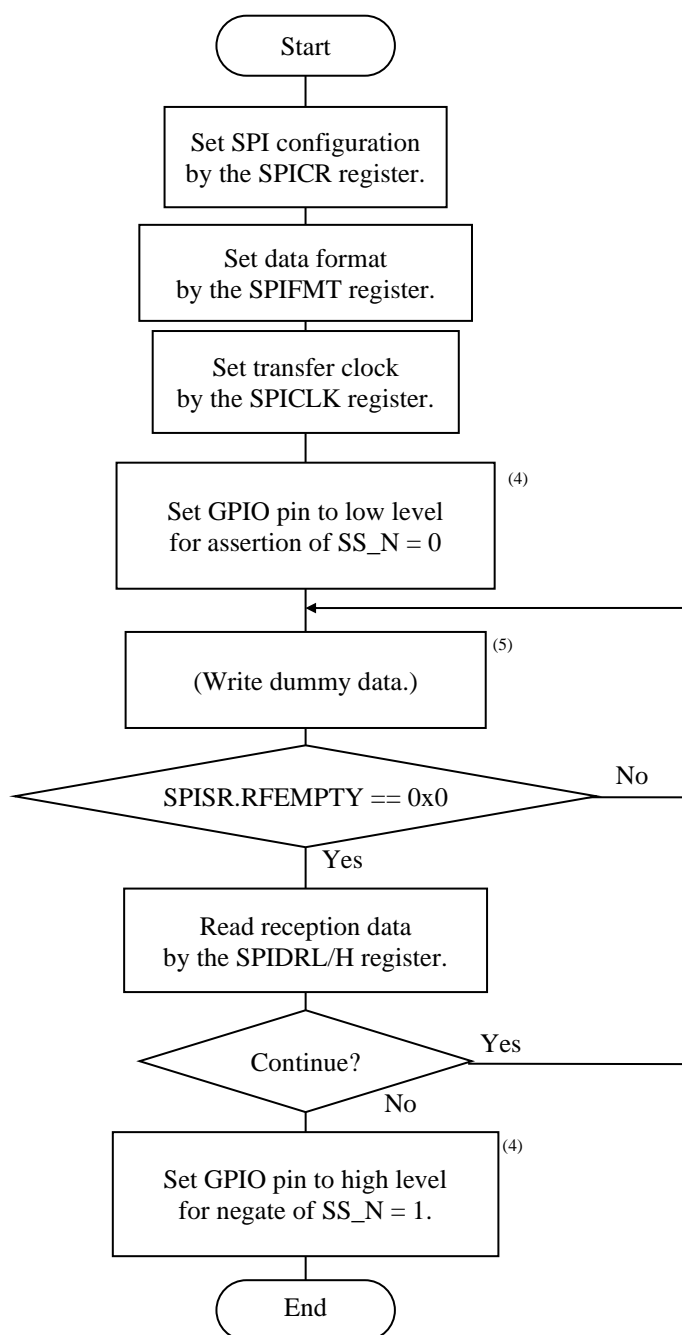 Start
Set SPI configuration
by the SPICR register.
Set data format
by the SPIFMT register.
Set transfer clock
by the SPICLK register.
(4)
Set GPIO pin to low level
for assertion of SS_N = 0
(5)
(Write dummy data.)
SPISR.RFEMPTY == 0x0
No
Yes
Read reception data
by the SPIDRL/H register.
Continue?
Yes
No
(4)
Set GPIO pin to high level
for negate of SS_N = 1.
End